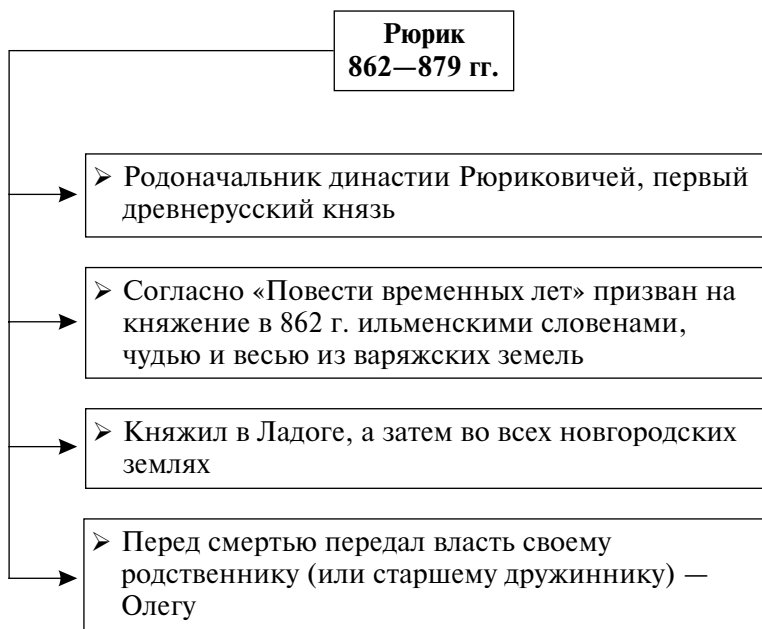 Рюрик
862—879 гг.
➢ Родоначальник династии Рюриковичей, первый
древнерусский князь
➢ Согласно «Повести временных лет» призван на
княжение в 862 г. ильменскими словенами,
чудью и весью из варяжских земель
➢ Княжил в Ладоге, а затем во всех новгородских
землях
➢ Перед смертью передал власть своему
родственнику (или старшему дружиннику) —
Олегу